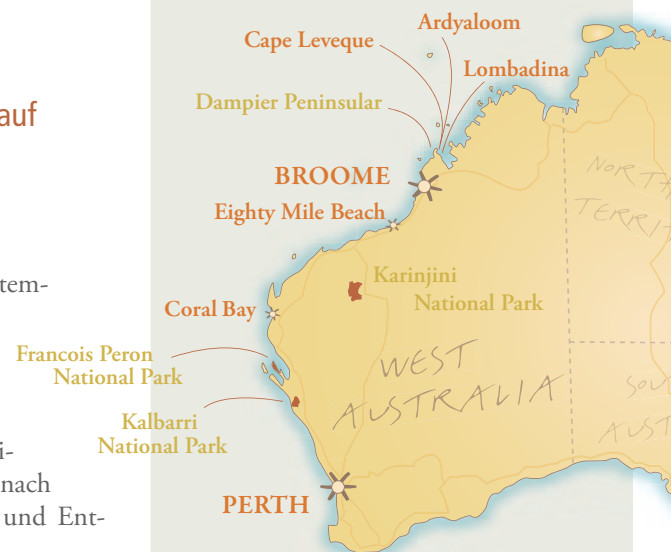 auf
tem-
i-
nach
und Ent-
Ardyaloom
Cape Leveque
Lombadina
Dampier Peninsular
BROOME
Eighty Mile Beach
Karinjini
National Park
Coral Bay
Francois Peron
National Park
Kalbarri
National Park
PERTH
WEST
AUSTRALIA
NORTH
TERRI
SOU
AUST